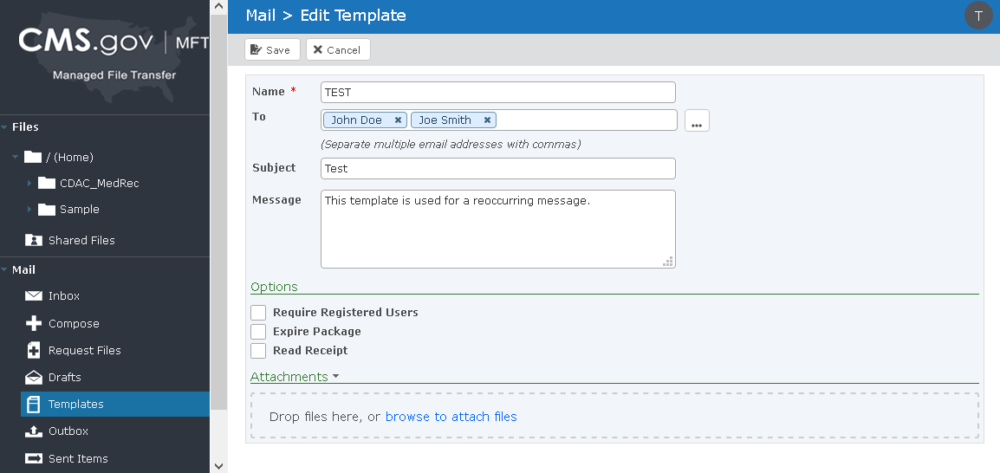 CMS.gov | MFT
Managed File Transfer
Files
/ (Home)
CDAC_MedRec
Sample
Shared Files
Mail
Inbox
Compose
Request Files
Drafts
Templates
Outbox
Sent Items
Mail > Edit Template
T
Save
Cancel
Name *
TEST
To
John Doe × Joe Smith ×
...
(Separate multiple email addresses with commas)
Subject
Test
Message
This template is used for a reoccurring message.
Options
Require Registered Users
Expire Package
Read Receipt
Attachments
Drop files here, or browse to attach files